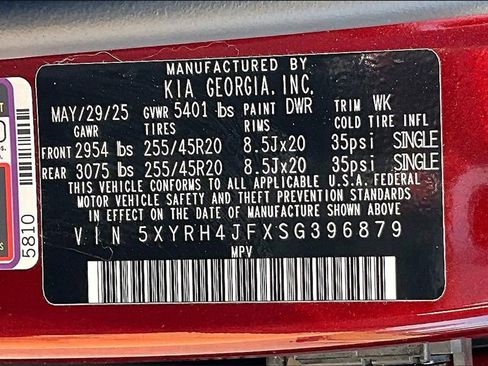 MANUFACTURED BY
KIA GEORGIA, INC.
MAY/29/25 GVWR 5401 lbs PAINT DWR TRIM WK
GAWR TIRES RIMS COLD TIRE INFL
FRONT 2954 lbs 255/45R20 8.5Jx20 35psi SINGLE
REAR 3075 lbs 255/45R20 8.5Jx20 35psi SINGLE
THIS VEHICLE CONFORMS TO ALL APPLICABLE U.S.A. FEDERAL
MOTOR VEHICLE SAFETY AND THEFT PREVENTION STANDARDS
IN EFFECT ON THE DATE OF MANUFACTURE SHOWN ABOVE
VIN 5XYRH4JFXSG396879
MPV
5810